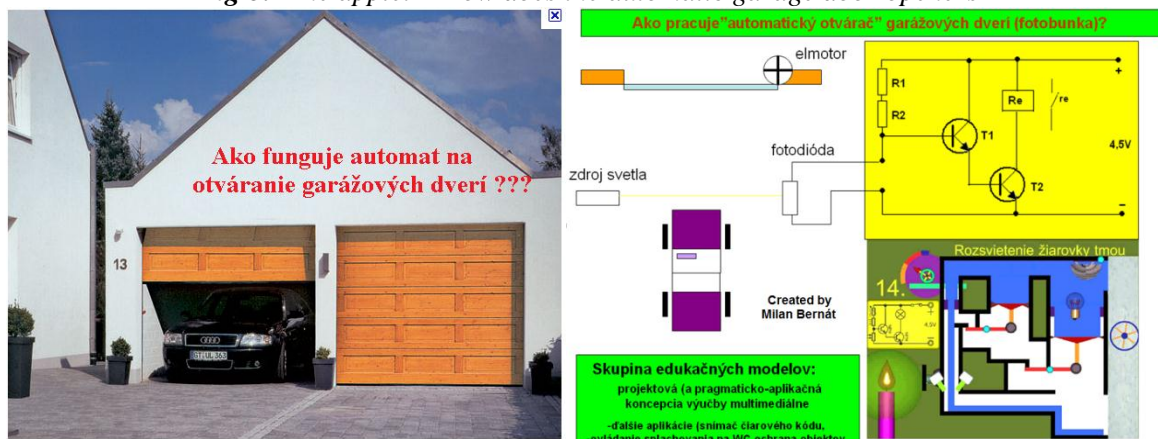 Ako funguje automat na
otváranie garážových dverí ???
13
Ako pracuje"automatický otvárač" garážových dverí (fotobunka)?
elmotor
fotodióda
zdroj svetla
R1
R2
T1
T2
Re
re
+
4,5V
–
Created by
Milan Bernát
Rozsvietenie žiarovky tmou
14.
4,5V
Skupina edukačných modelov:
projektová (a pragmaticko-aplikačná
koncepcia výučby multimediálne
-ďalšie aplikácie (snímač čiarového kódu,